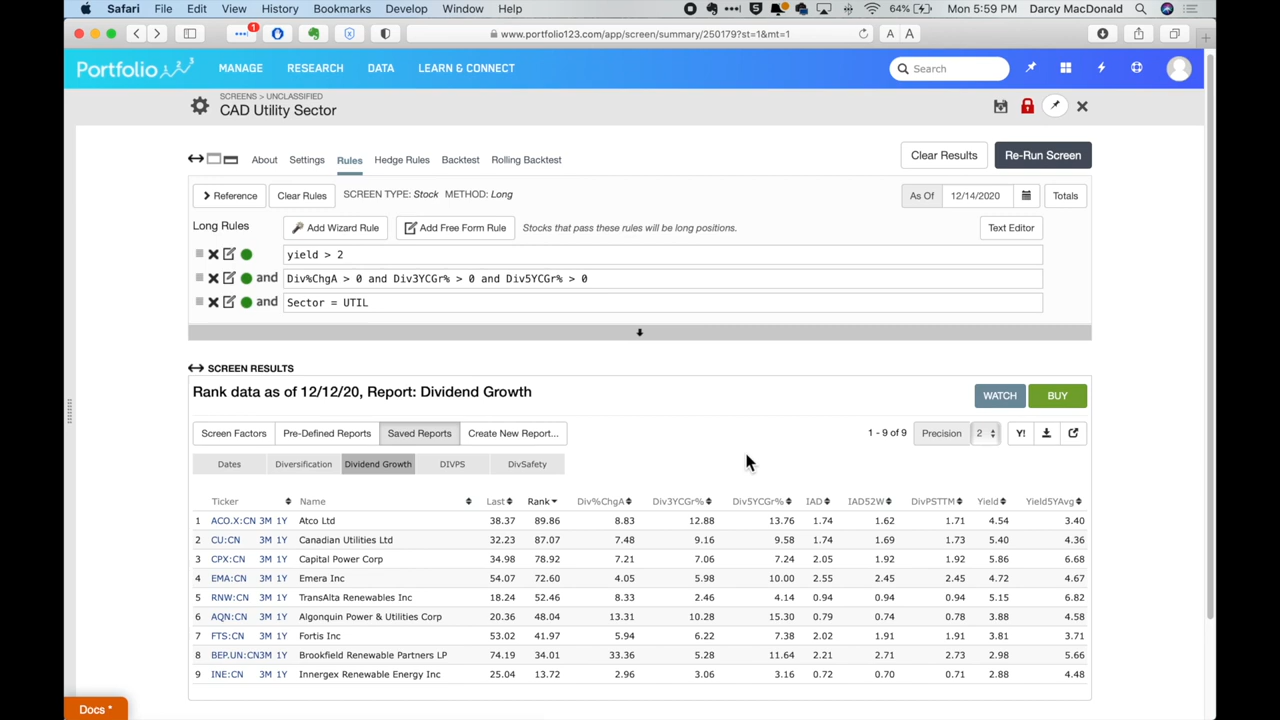 Safari File Edit View History Bookmarks Develop Window Help 64% Mon 5:59 PM Darcy MacDonald
www.portfolio123.com/app/screen/summary/250179?st=1&mt=1 A A
Portfolio MANAGE RESEARCH DATA LEARN & CONNECT Search
SCREENS > UNCLASSIFIED
CAD Utility Sector
About Settings Rules Hedge Rules Backtest Rolling Backtest Clear Results Re-Run Screen
Reference Clear Rules SCREEN TYPE: Stock METHOD: Long As Of 12/14/2020 Totals
Long Rules Add Wizard Rule Add Free Form Rule Stocks that pass these rules will be long positions. Text Editor
yield > 2
and Div%ChgA > 0 and Div3YCGr% > 0 and Div5YCGr% > 0
and Sector = UTIL
SCREEN RESULTS
Rank data as of 12/12/20, Report: Dividend Growth WATCH BUY
Screen Factors Pre-Defined Reports Saved Reports Create New Report... 1 - 9 of 9 Precision 2 Y!
Dates Diversification Dividend Growth DIVPS DivSafety
Ticker Name Last Rank Div%ChgA Div3YCGr% Div5YCGr% IAD IAD52W DivPSTTM Yield Yield5YAvg
1 ACO.X:CN 3M 1Y Atco Ltd 38.37 89.86 8.83 12.88 13.76 1.74 1.62 1.71 4.54 3.40
2 CU:CN 3M 1Y Canadian Utilities Ltd 32.23 87.07 7.48 9.16 9.58 1.74 1.69 1.73 5.40 4.36
3 CPX:CN 3M 1Y Capital Power Corp 34.98 78.92 7.21 7.06 7.24 2.05 1.92 1.92 5.86 6.68
4 EMA:CN 3M 1Y Emera Inc 54.07 72.60 4.05 5.98 10.00 2.55 2.45 2.45 4.72 4.67
5 RNW:CN 3M 1Y TransAlta Renewables Inc 18.24 52.46 8.33 2.46 4.14 0.94 0.94 0.94 5.15 6.82
6 AQN:CN 3M 1Y Algonquin Power & Utilities Corp 20.36 48.04 13.31 10.28 15.30 0.79 0.74 0.78 3.88 4.58
7 FTS:CN 3M 1Y Fortis Inc 53.02 41.97 5.94 6.22 7.38 2.02 1.91 1.91 3.81 3.71
8 BEP.UN:CN 3M 1Y Brookfield Renewable Partners LP 74.19 34.01 33.36 5.28 11.64 2.21 2.71 2.73 2.98 5.66
9 INE:CN 3M 1Y Innergex Renewable Energy Inc 25.04 13.72 2.96 3.06 3.16 0.72 0.70 0.71 2.88 4.48
Docs *